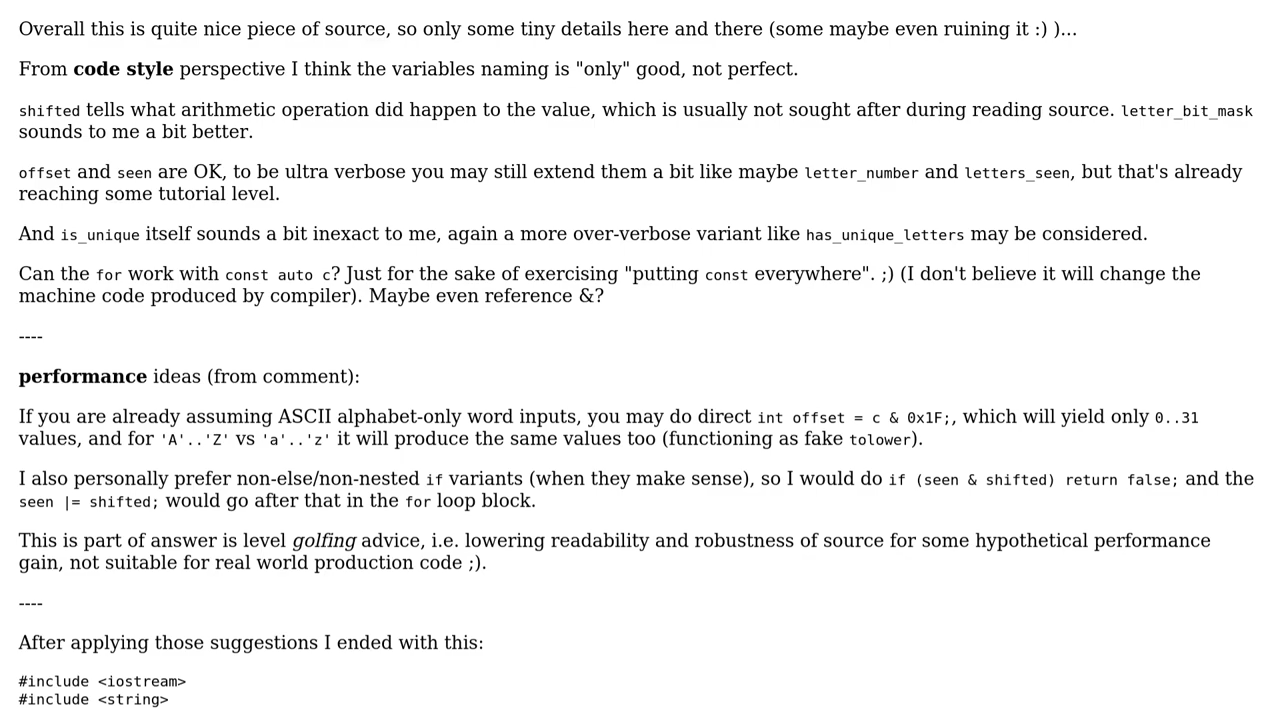 Overall this is quite nice piece of source, so only some tiny details here and there (some maybe even ruining it :) )...
From code style perspective I think the variables naming is "only" good, not perfect.
shifted tells what arithmetic operation did happen to the value, which is usually not sought after during reading source. letter_bit_mask
sounds to me a bit better.
offset and seen are OK, to be ultra verbose you may still extend them a bit like maybe letter_number and letters_seen, but that's already
reaching some tutorial level.
And is_unique itself sounds a bit inexact to me, again a more over-verbose variant like has_unique_letters may be considered.
Can the for work with const auto c? Just for the sake of exercising "putting const everywhere". ;) (I don't believe it will change the
machine code produced by compiler). Maybe even reference &?
----
performance ideas (from comment):
If you are already assuming ASCII alphabet-only word inputs, you may do direct int offset = c & 0x1F;, which will yield only 0..31
values, and for 'A'..'Z' vs 'a'..'z' it will produce the same values too (functioning as fake tolower).
I also personally prefer non-else/non-nested if variants (when they make sense), so I would do if (seen & shifted) return false; and the
seen |= shifted; would go after that in the for loop block.
This is part of answer is level golfing advice, i.e. lowering readability and robustness of source for some hypothetical performance
gain, not suitable for real world production code ;).
----
After applying those suggestions I ended with this:
#include <iostream>
#include <string>